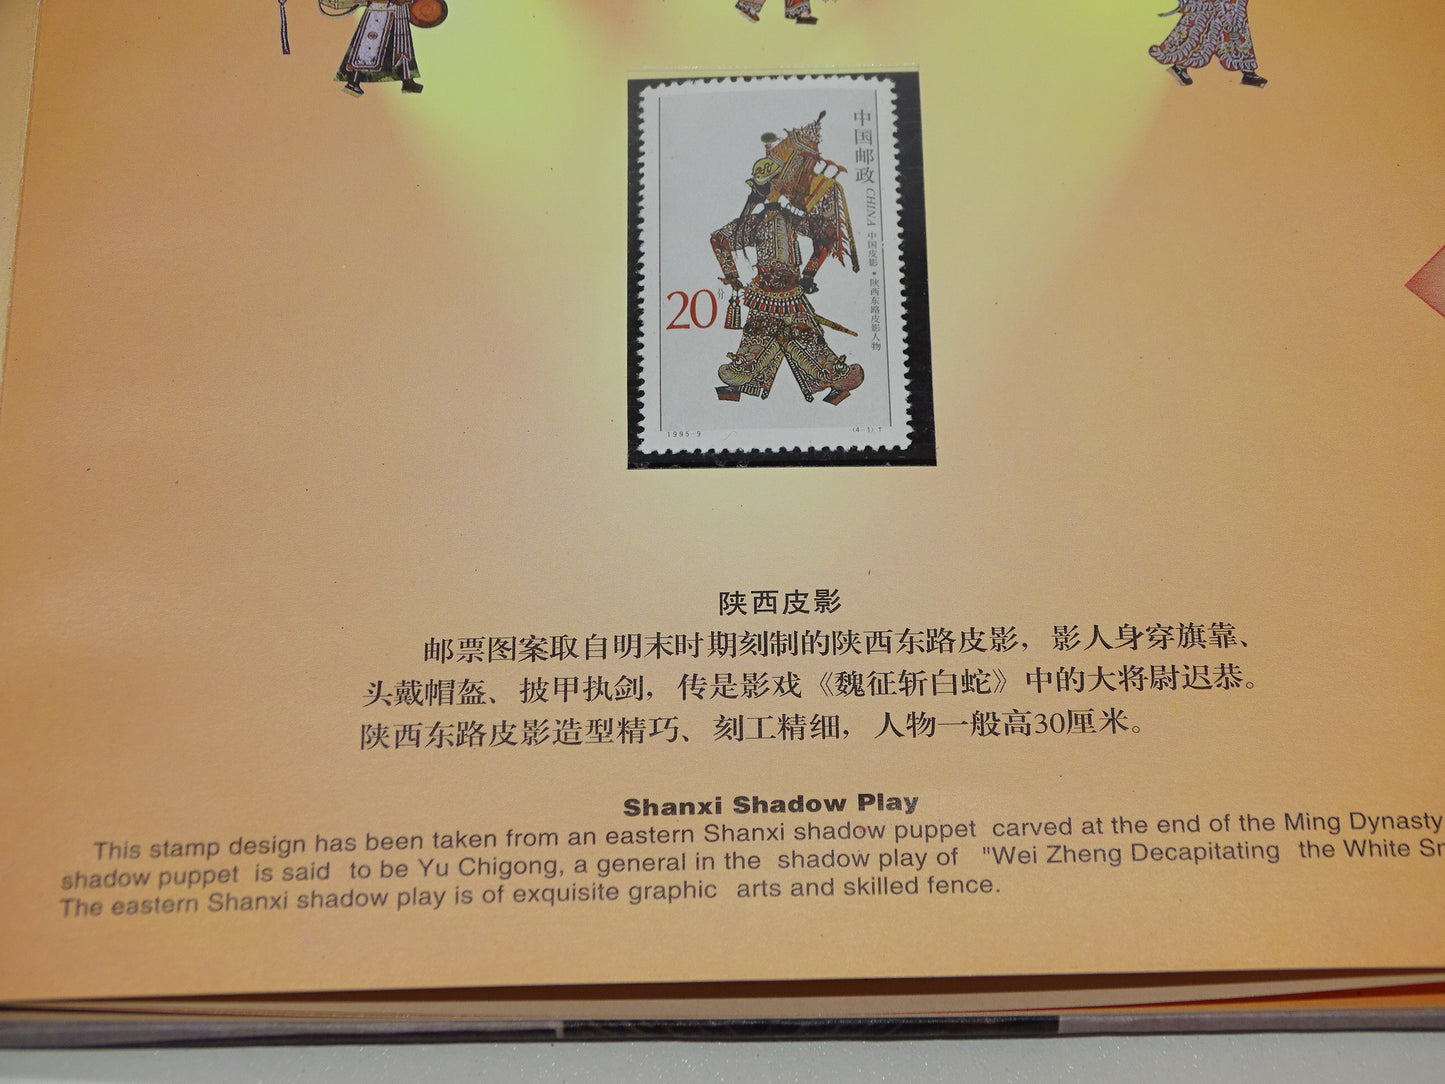 中国邮政 CHINA 中国皮影·陕西东路皮影人物
20分
1995-9
(4-1) T
陕西皮影
邮票图案取自明末时期刻制的陕西东路皮影，影人身穿旗靠、
头戴帽盔、披甲执剑，传是影戏《魏征斩白蛇》中的大将尉迟恭。
陕西东路皮影造型精巧、刻工精细，人物一般高30厘米。
Shanxi Shadow Play
This stamp design has been taken from an eastern Shanxi shadow puppet carved at the end of the Ming Dynasty
shadow puppet is said to be Yu Chigong, a general in the shadow play of "Wei Zheng Decapitating the White
The eastern Shanxi shadow play is of exquisite graphic arts and skilled fence.